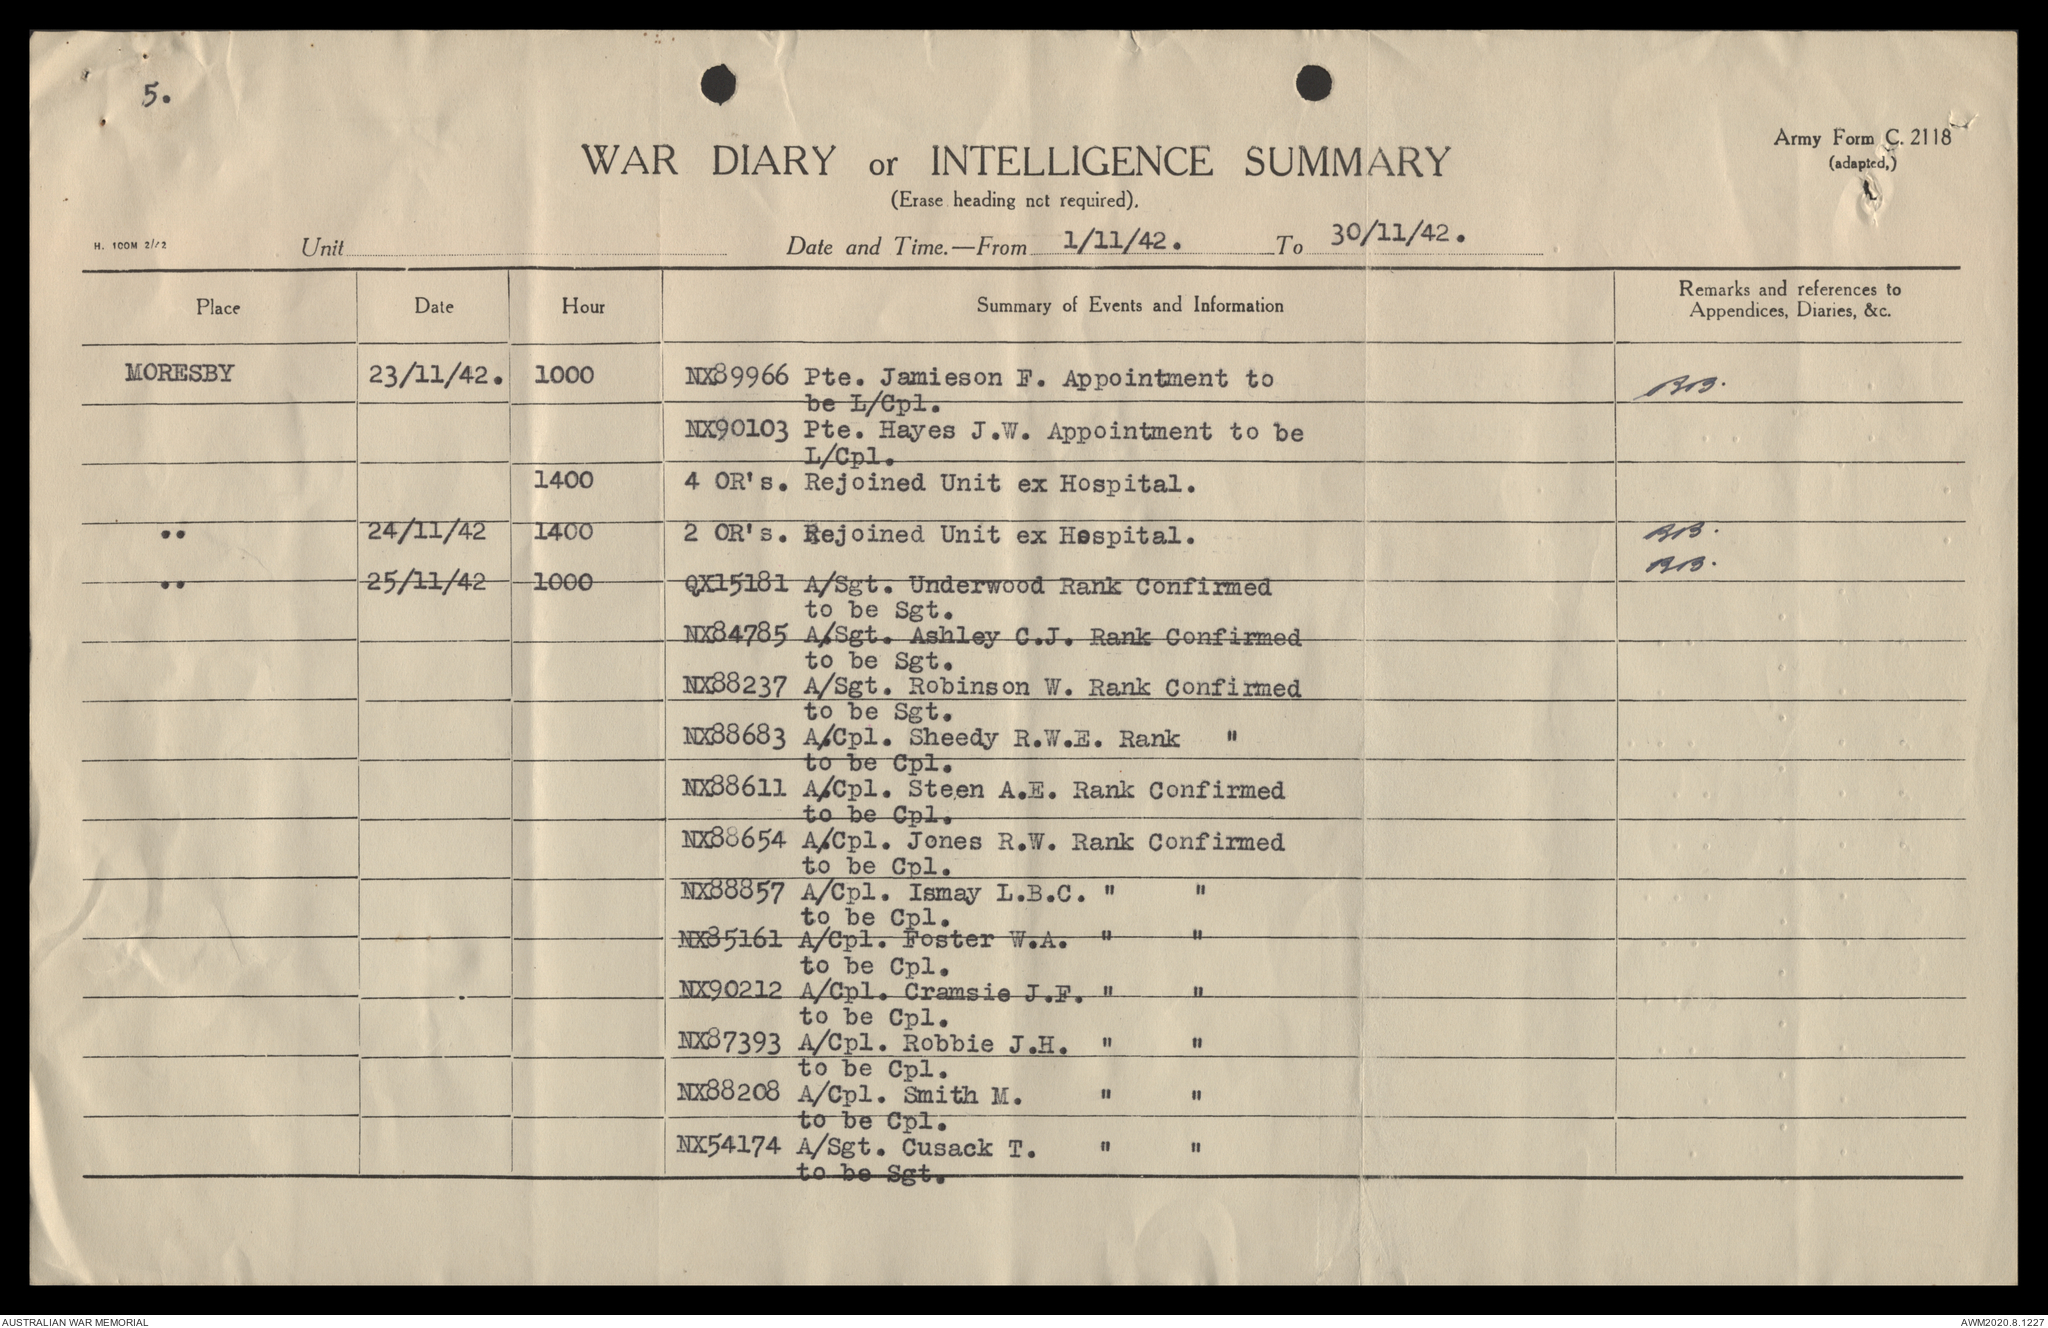 5.
Army Form C. 2118
(adapted,)
WAR DIARY or INTELLIGENCE SUMMARY
(Erase heading not required).
H. 100M 2/42 Unit Date and Time.—From 1/11/42. To 30/11/42.
Place Date Hour Summary of Events and Information Remarks and references to
Appendices, Diaries, &c.
MORESBY 23/11/42. 1000 NX89966 Pte. Jamieson F. Appointment to
be L/Cpl.
NX90103 Pte. Hayes J.W. Appointment to be
L/Cpl.
1400 4 OR's. Rejoined Unit ex Hospital.
" 24/11/42 1400 2 OR's. Rejoined Unit ex Hospital.
" 25/11/42 1000 QX15181 A/Sgt. Underwood Rank Confirmed
to be Sgt.
NX84785 A/Sgt. Ashley C.J. Rank Confirmed
to be Sgt.
NX88237 A/Sgt. Robinson W. Rank Confirmed
to be Sgt.
NX88683 A/Cpl. Sheedy R.W.E. Rank "
to be Cpl.
NX88611 A/Cpl. Steen A.E. Rank Confirmed
to be Cpl.
NX88654 A/Cpl. Jones R.W. Rank Confirmed
to be Cpl.
NX88857 A/Cpl. Ismay L.B.C. " "
to be Cpl.
NX85161 A/Cpl. Foster W.A. " "
to be Cpl.
NX90212 A/Cpl. Cramsie J.F. " "
to be Cpl.
NX87393 A/Cpl. Robbie J.H. " "
to be Cpl.
NX88208 A/Cpl. Smith M. " "
to be Cpl.
NX54174 A/Sgt. Cusack T. " "
to be Sgt.
AUSTRALIAN WAR MEMORIAL AWM2020.8.1227